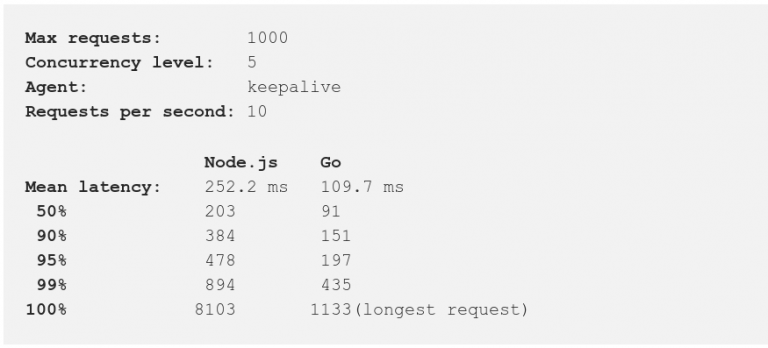 Max requests: 1000
Concurrency level: 5
Agent: keepalive
Requests per second: 10
Node.js Go
Mean latency: 252.2 ms 109.7 ms
50% 203 91
90% 384 151
95% 478 197
99% 894 435
100% 8103 1133(longest request)